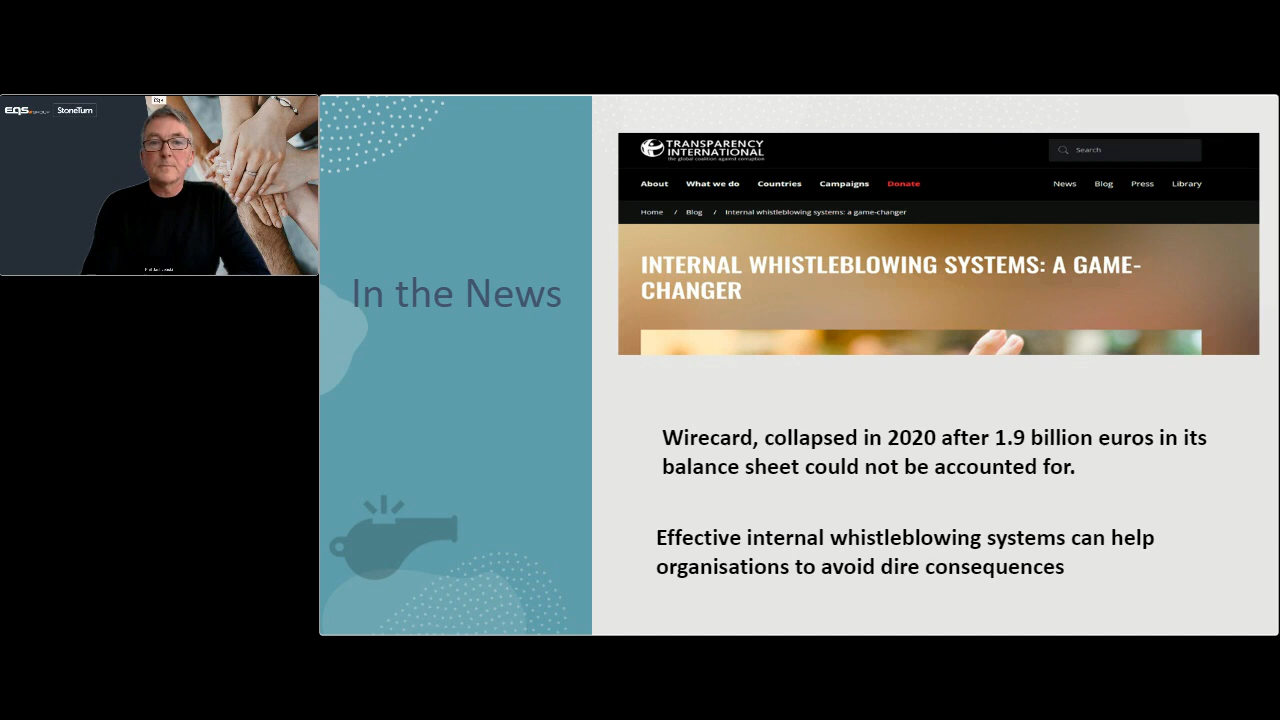 EQS GROUP
StoneTurn
In the News
TRANSPARENCY
INTERNATIONAL
the global coalition against corruption
Search
About What we do Countries Campaigns Donate
News Blog Press Library
Home / Blog / Internal whistleblowing systems: a game-changer
INTERNAL WHISTLEBLOWING SYSTEMS: A GAME-
CHANGER
Wirecard, collapsed in 2020 after 1.9 billion euros in its
balance sheet could not be accounted for.
Effective internal whistleblowing systems can help
organisations to avoid dire consequences